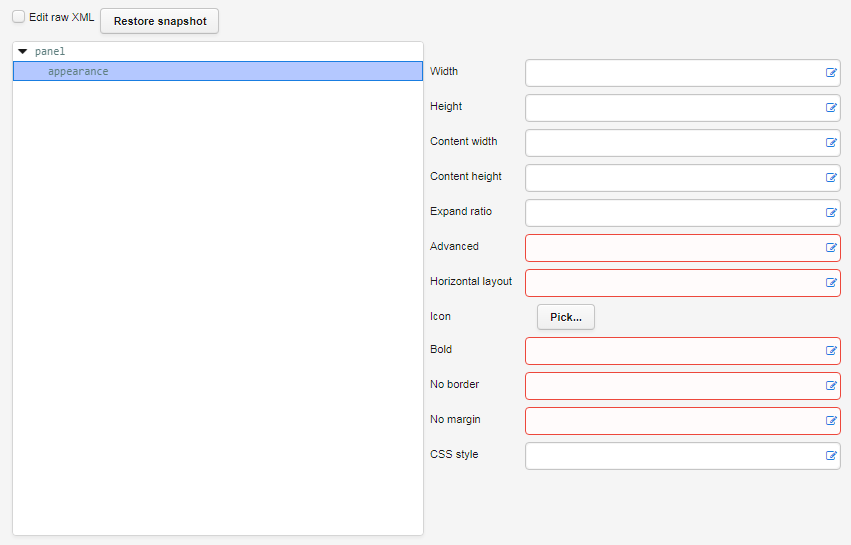 Edit raw XML
Restore snapshot
panel
appearance
Width
Height
Content width
Content height
Expand ratio
Advanced
Horizontal layout
Icon
Pick...
Bold
No border
No margin
CSS style